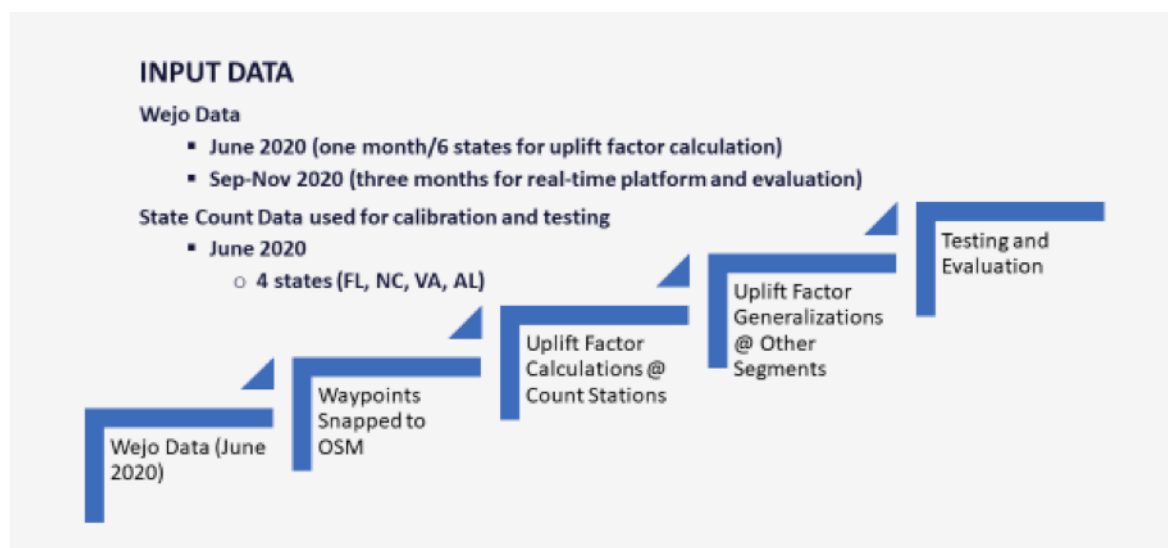 INPUT DATA
Wejo Data
▪ June 2020 (one month/6 states for uplift factor calculation)
▪ Sep-Nov 2020 (three months for real-time platform and evaluation)
State Count Data used for calibration and testing
▪ June 2020
○ 4 states (FL, NC, VA, AL)
Wejo Data (June
2020)
Waypoints
Snapped to
OSM
Uplift Factor
Calculations @
Count Stations
Uplift Factor
Generalizations
@ Other
Segments
Testing and
Evaluation